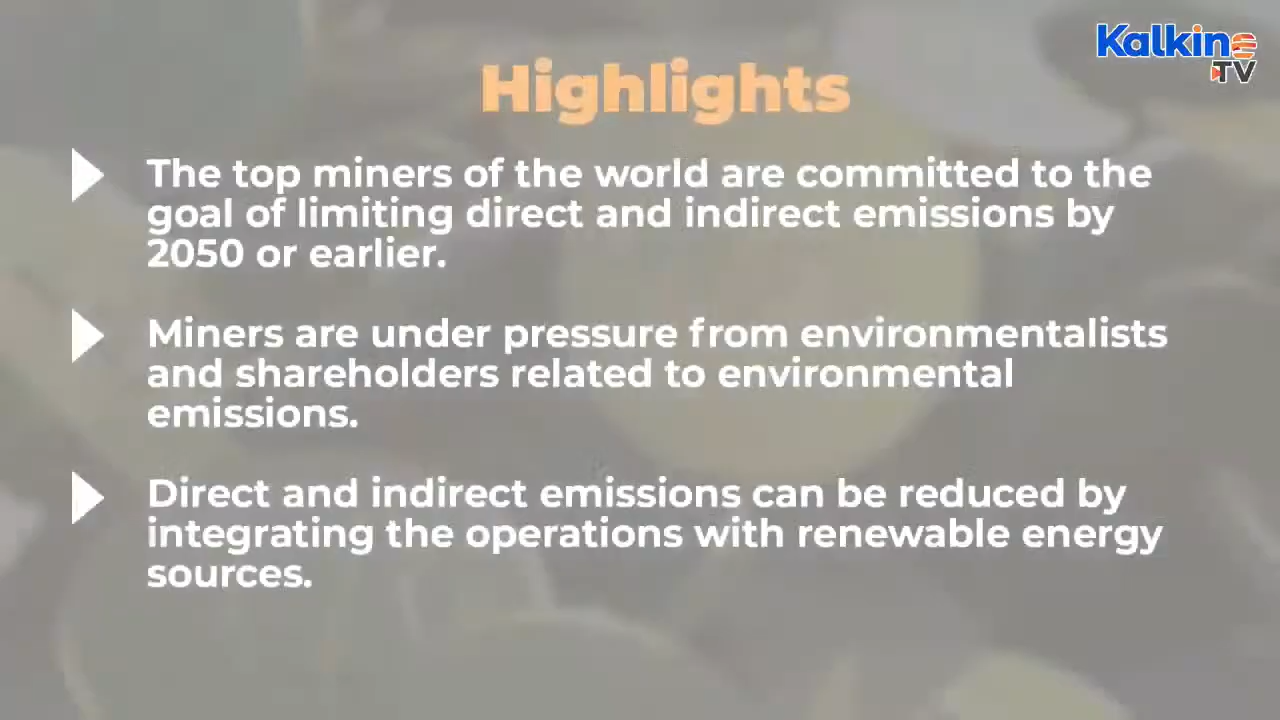 Kalkine
TV
Highlights
The top miners of the world are committed to the
goal of limiting direct and indirect emissions by
2050 or earlier.
Miners are under pressure from environmentalists
and shareholders related to environmental
emissions.
Direct and indirect emissions can be reduced by
integrating the operations with renewable energy
sources.